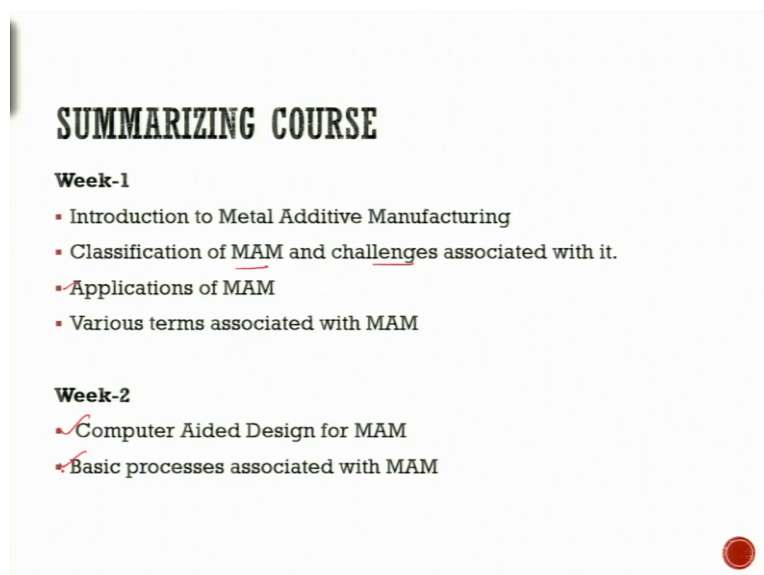 SUMMARIZING COURSE
Week-1
▪ Introduction to Metal Additive Manufacturing
▪ Classification of MAM and challenges associated with it.
▪ Applications of MAM
▪ Various terms associated with MAM
Week-2
▪ Computer Aided Design for MAM
▪ Basic processes associated with MAM